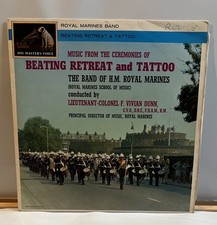 ROYAL MARINES BAND
HIS MASTER'S VOICE
BEATING RETREAT & TATTOO
MUSIC FROM THE CEREMONIES OF
BEATING RETREAT and TATTOO
THE BAND OF H.M. ROYAL MARINES
(ROYAL MARINES SCHOOL OF MUSIC)
conducted by
LIEUTENANT-COLONEL F. VIVIAN DUNN,
C.V.O., O.B.E., F.R.A.M., R.M.
PRINCIPAL DIRECTOR OF MUSIC, ROYAL MARINES